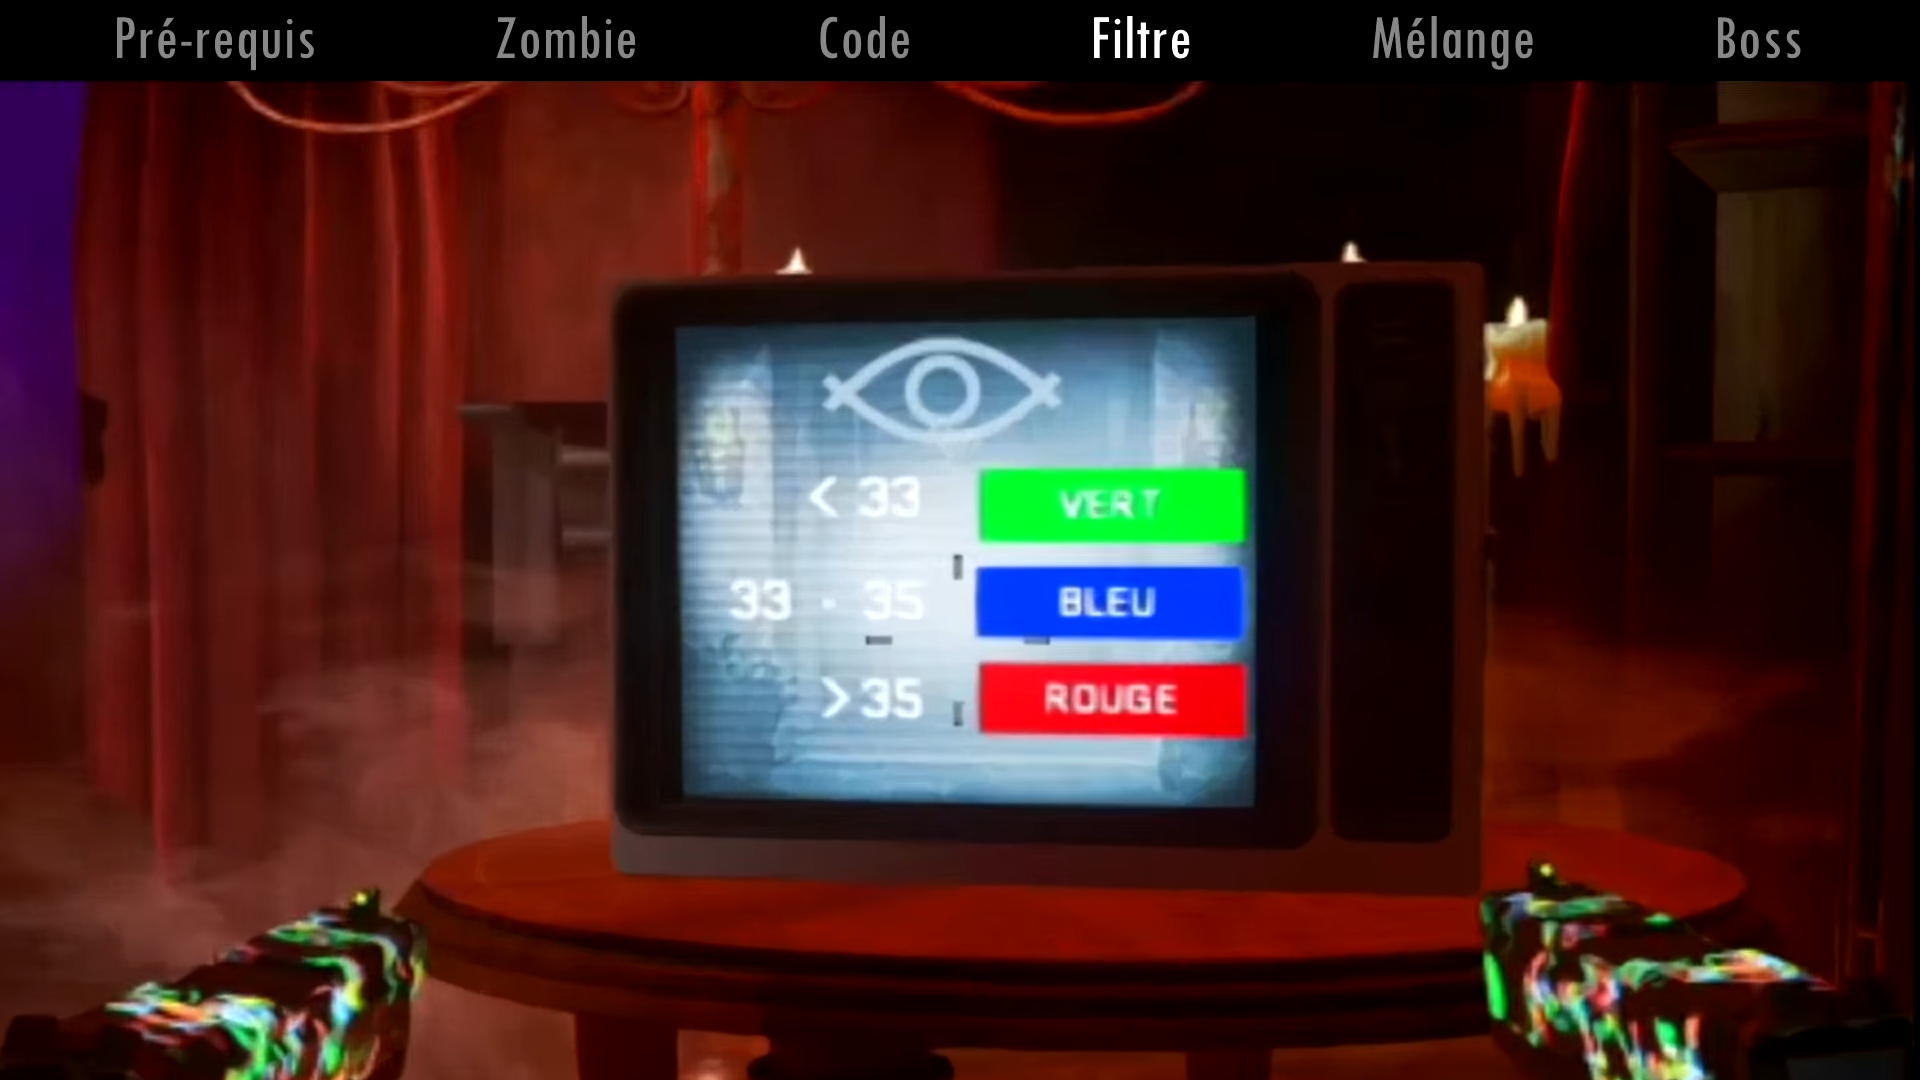 Pré-requis Zombie Code Filtre Mélange Boss
< 33 VERT
33 - 35 BLEU
> 35 ROUGE